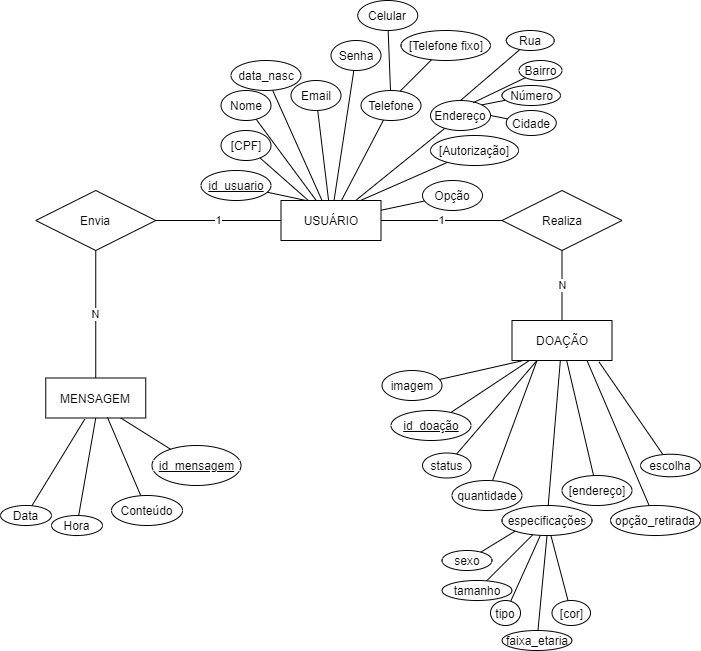 Celular
[Telefone fixo]
Rua
Senha
Bairro
data_nasc
Email
Número
Nome
Telefone
Endereço
Cidade
[CPF]
[Autorização]
id_usuario
Opção
Envia
1
USUÁRIO
1
Realiza
N
N
DOAÇÃO
imagem
MENSAGEM
id_doação
id_mensagem
status
escolha
quantidade
[endereço]
Data
Hora
Conteúdo
especificações
opção_retirada
sexo
tamanho
tipo
[cor]
faixa_etaria